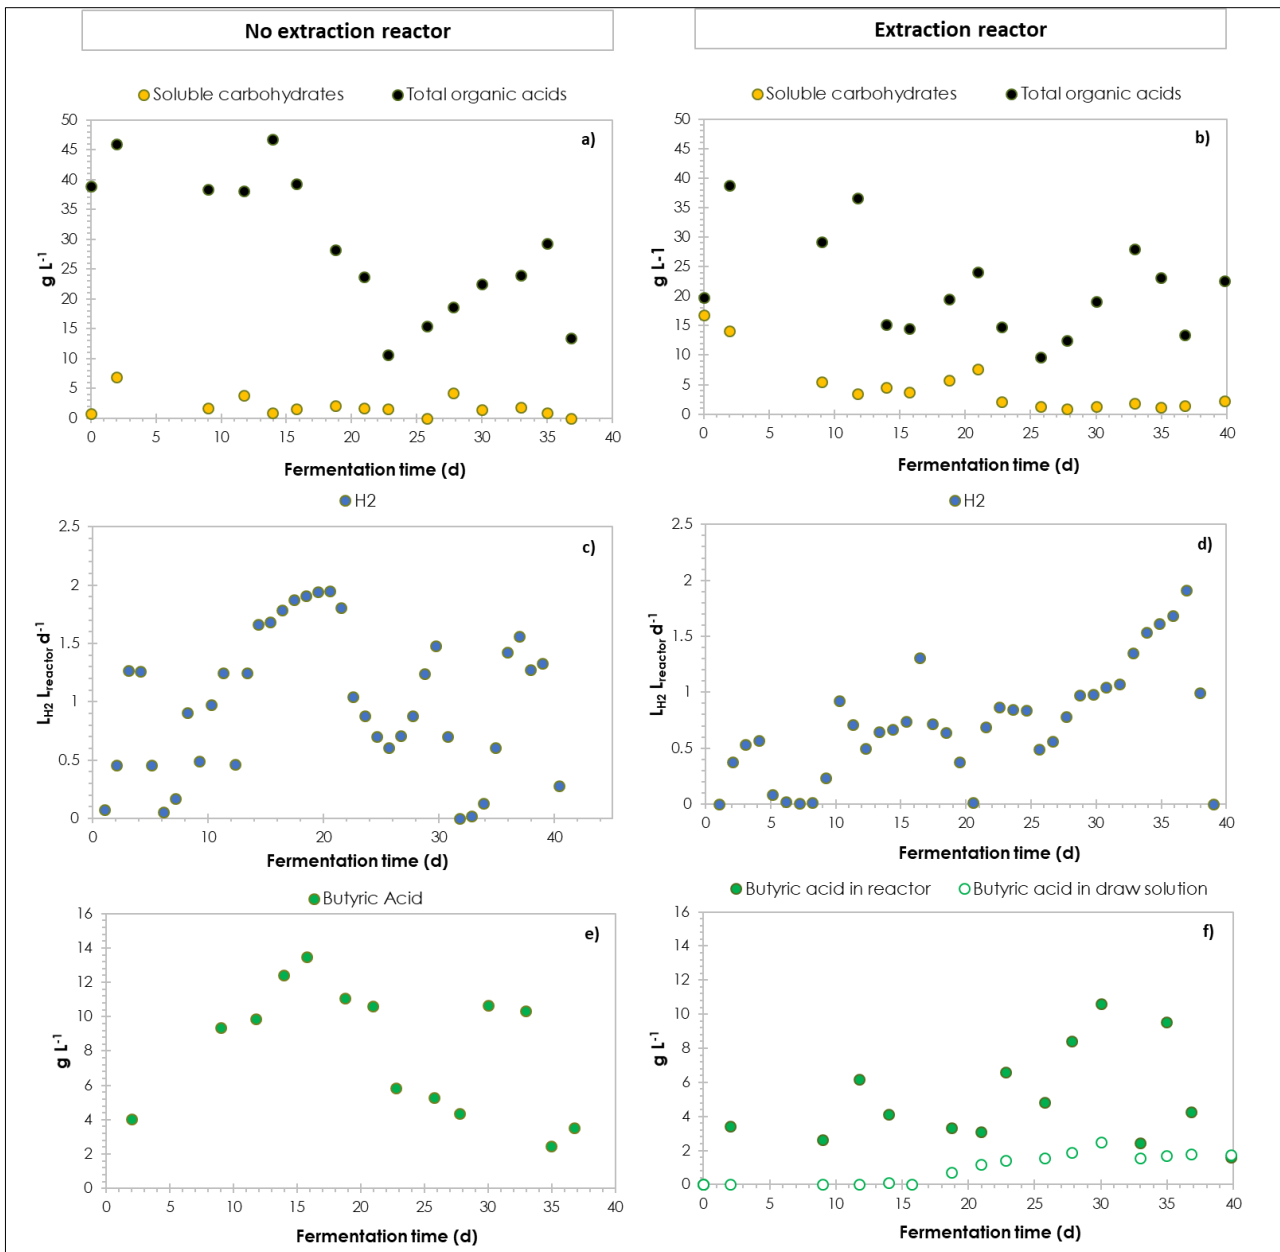 No extraction reactor
Extraction reactor
Soluble carbohydrates Total organic acids
50
45
40
35
30
25
20
15
10
5
0
g L-1
a)
0 5 10 15 20 25 30 35 40
Fermentation time (d)
Soluble carbohydrates Total organic acids
50
45
40
35
30
25
20
15
10
5
0
g L-1
b)
0 5 10 15 20 25 30 35 40
Fermentation time (d)
H2
2.5
2
1.5
1
0.5
0
LH2 Lreactor d-1
c)
0 10 20 30 40
Fermentation time (d)
H2
2.5
2
1.5
1
0.5
0
LH2 Lreactor d-1
d)
0 5 10 15 20 25 30 35 40
Fermentation time (d)
Butyric Acid
16
14
12
10
8
6
4
2
0
g L-1
e)
0 5 10 15 20 25 30 35 40
Fermentation time (d)
Butyric acid in reactor Butyric acid in draw solution
16
14
12
10
8
6
4
2
0
g L-1
f)
0 5 10 15 20 25 30 35 40
Fermentation time (d)